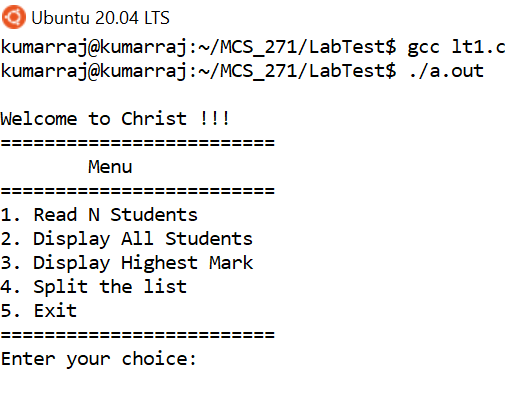 Ubuntu 20.04 LTS
kumarraj@kumarraj:~/MCS_271/LabTest$ gcc lt1.c
kumarraj@kumarraj:~/MCS_271/LabTest$ ./a.out
Welcome to Christ !!!
=========================
Menu
=========================
1. Read N Students
2. Display All Students
3. Display Highest Mark
4. Split the list
5. Exit
=========================
Enter your choice: